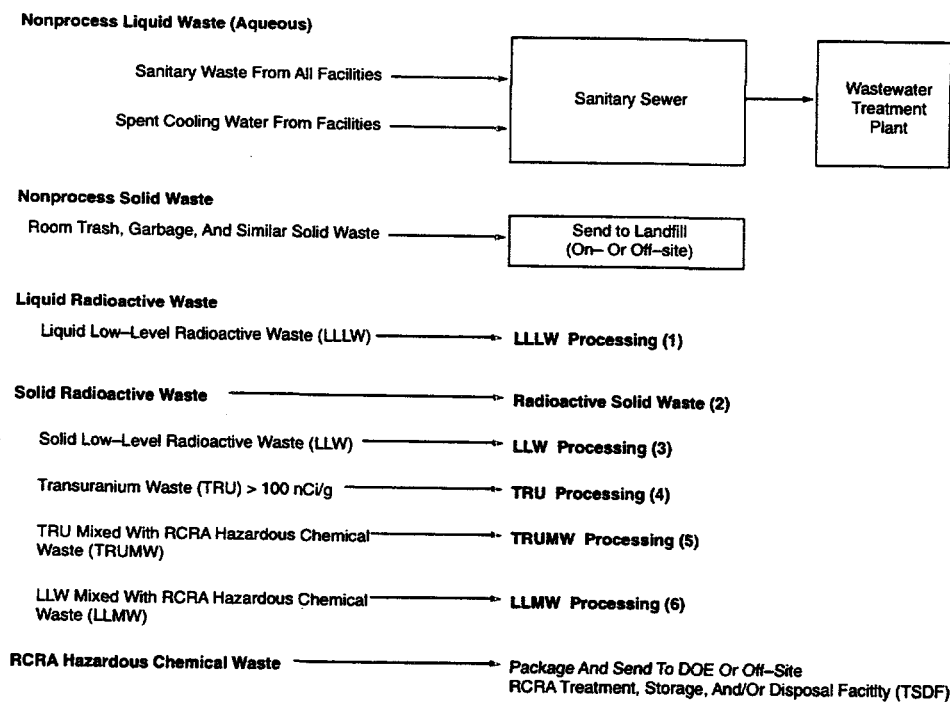 Nonprocess Liquid Waste (Aqueous)
Sanitary Waste From All Facilities
Spent Cooling Water From Facilities
Sanitary Sewer
Wastewater
Treatment
Plant
Nonprocess Solid Waste
Room Trash, Garbage, And Similar Solid Waste
Send to Landfill
(On– Or Off–site)
Liquid Radioactive Waste
Liquid Low–Level Radioactive Waste (LLLW)
LLLW Processing (1)
Solid Radioactive Waste
Radioactive Solid Waste (2)
Solid Low–Level Radioactive Waste (LLW)
LLW Processing (3)
Transuranium Waste (TRU) > 100 nCi/g
TRU Processing (4)
TRU Mixed With RCRA Hazardous Chemical
Waste (TRUMW)
TRUMW Processing (5)
LLW Mixed With RCRA Hazardous Chemical
Waste (LLMW)
LLMW Processing (6)
RCRA Hazardous Chemical Waste
Package And Send To DOE Or Off–Site
RCRA Treatment, Storage, And/Or Disposal Facitity (TSDF)